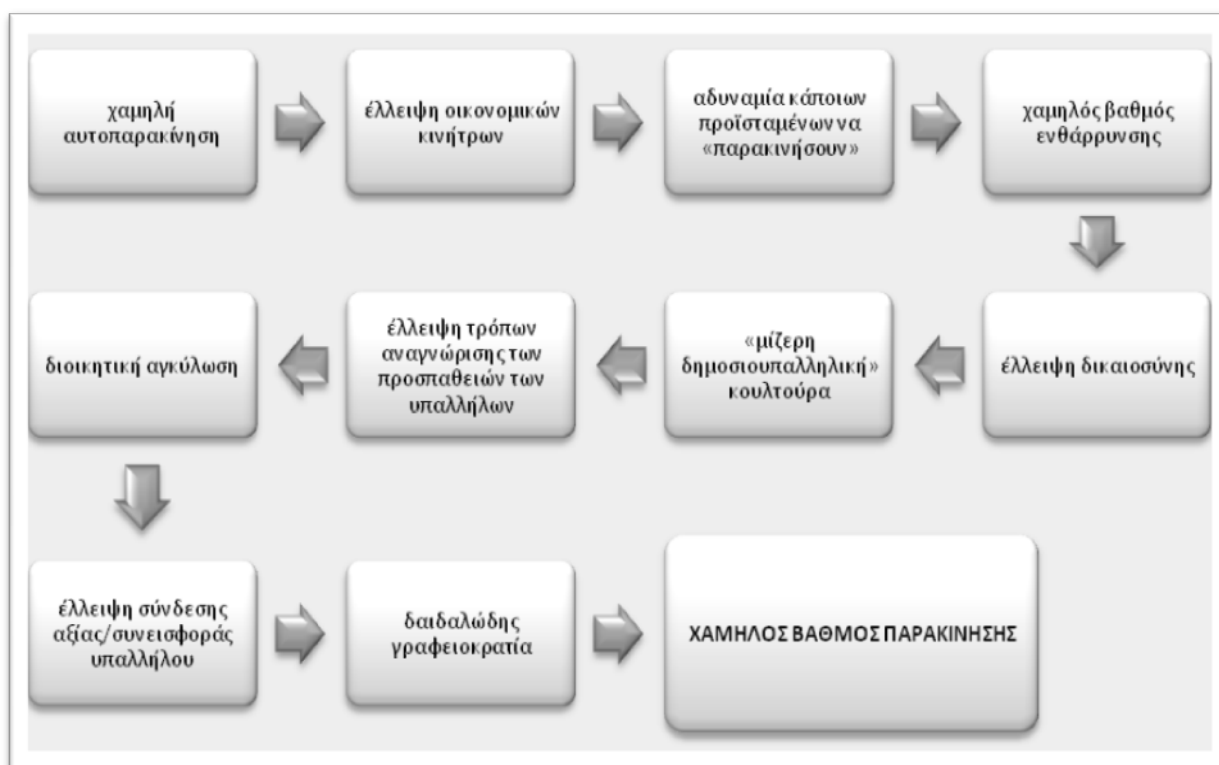 χαμηλή
αυτοπαρακίνηση
έλλειψη οικονομικών
κινήτρων
αδυναμία κάποιων
προϊσταμένων να
«παρακινήσουν»
χαμηλός βαθμός
ενθάρρυνσης
έλλειψη δικαιοσύνης
«μίζερη
δημοσιουπαλληλική»
κουλτούρα
έλλειψη τρόπων
αναγνώρισης των
προσπαθειών των
υπαλλήλων
διοικητική αγκύλωση
έλλειψη σύνδεσης
αξίας/συνεισφοράς
υπαλλήλου
δαιδαλώδης
γραφειοκρατία
ΧΑΜΗΛΟΣ ΒΑΘΜΟΣ ΠΑΡΑΚΙΝΗΣΗΣ